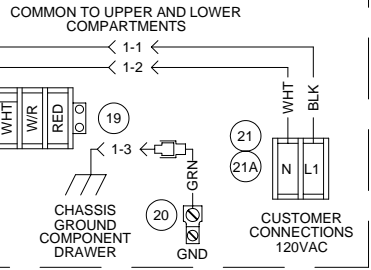 COMMON TO UPPER AND LOWER
COMPARTMENTS
1-1
1-2
WHT
BLK
WHT
W/R
RED
19
1-3
GRN
21
21A
N
L1
CHASSIS
GROUND
COMPONENT
DRAWER
20
GND
CUSTOMER
CONNECTIONS
120VAC